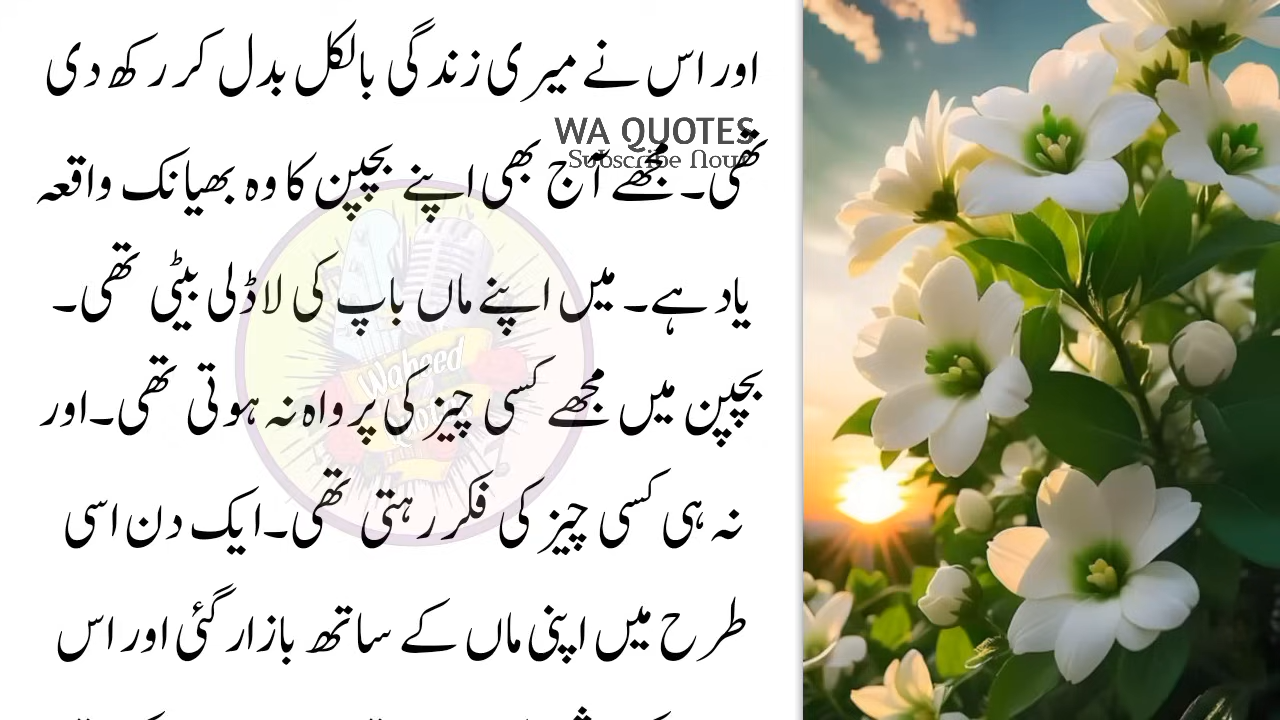 اور اس نے میری زندگی بالکل بدل کر رکھ دی
WA QUOTES
Subscribe Now
تھی۔ مجھے آج بھی اپنے بچپن کا وہ بھیانک واقعہ
یاد ہے۔ میں اپنے ماں باپ کی لاڈلی بیٹی تھی۔
Waheed
بچپن میں مجھے کسی چیز کی پرواہ نہ ہوتی تھی۔اور
نہ ہی کسی چیز کی فکر رہتی تھی۔ایک دن اسی
طرح میں اپنی ماں کے ساتھ بازار گئی اور اس